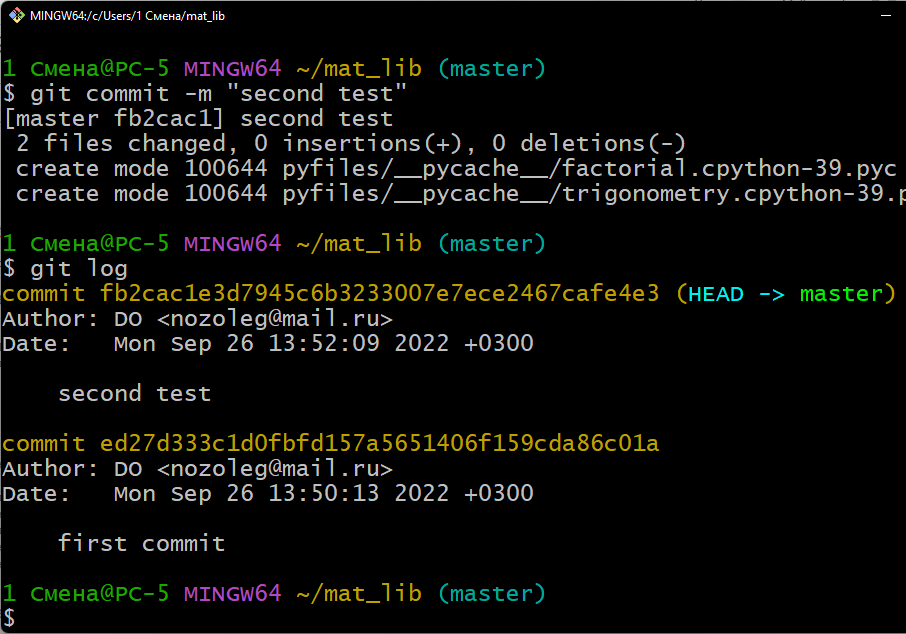 MINGW64:/c/Users/1 Смена/mat_lib
1 Смена@PC-5 MINGW64 ~/mat_lib (master)
$ git commit -m "second test"
[master fb2cac1] second test
 2 files changed, 0 insertions(+), 0 deletions(-)
 create mode 100644 pyfiles/__pycache__/factorial.cpython-39.pyc
 create mode 100644 pyfiles/__pycache__/trigonometry.cpython-39.p
1 Смена@PC-5 MINGW64 ~/mat_lib (master)
$ git log
commit fb2cac1e3d7945c6b3233007e7ece2467cafe4e3 (HEAD -> master)
Author: DO <nozoleg@mail.ru>
Date:   Mon Sep 26 13:52:09 2022 +0300
    second test
commit ed27d333c1d0fbfd157a5651406f159cda86c01a
Author: DO <nozoleg@mail.ru>
Date:   Mon Sep 26 13:50:13 2022 +0300
    first commit
1 Смена@PC-5 MINGW64 ~/mat_lib (master)
$